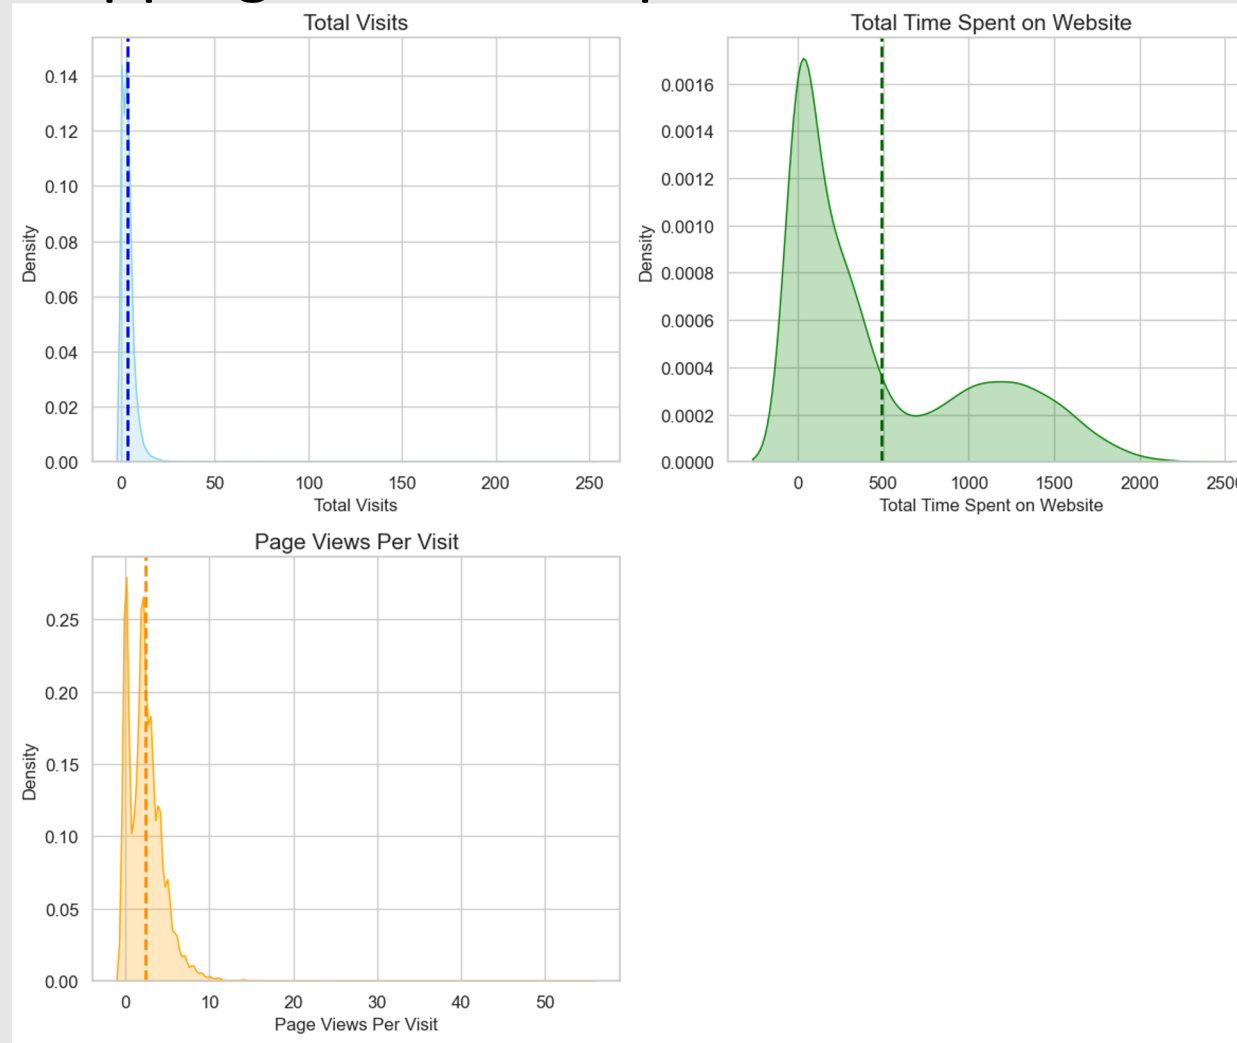 Total Visits
0.14
0.12
0.10
0.08
0.06
0.04
0.02
0.00
Density
0 50 100 150 200 250
Total Visits
Total Time Spent on Website
0.0016
0.0014
0.0012
0.0010
0.0008
0.0006
0.0004
0.0002
0.0000
Density
0 500 1000 1500 2000
Total Time Spent on Website
Page Views Per Visit
0.25
0.20
0.15
0.10
0.05
0.00
Density
0 10 20 30 40 50
Page Views Per Visit